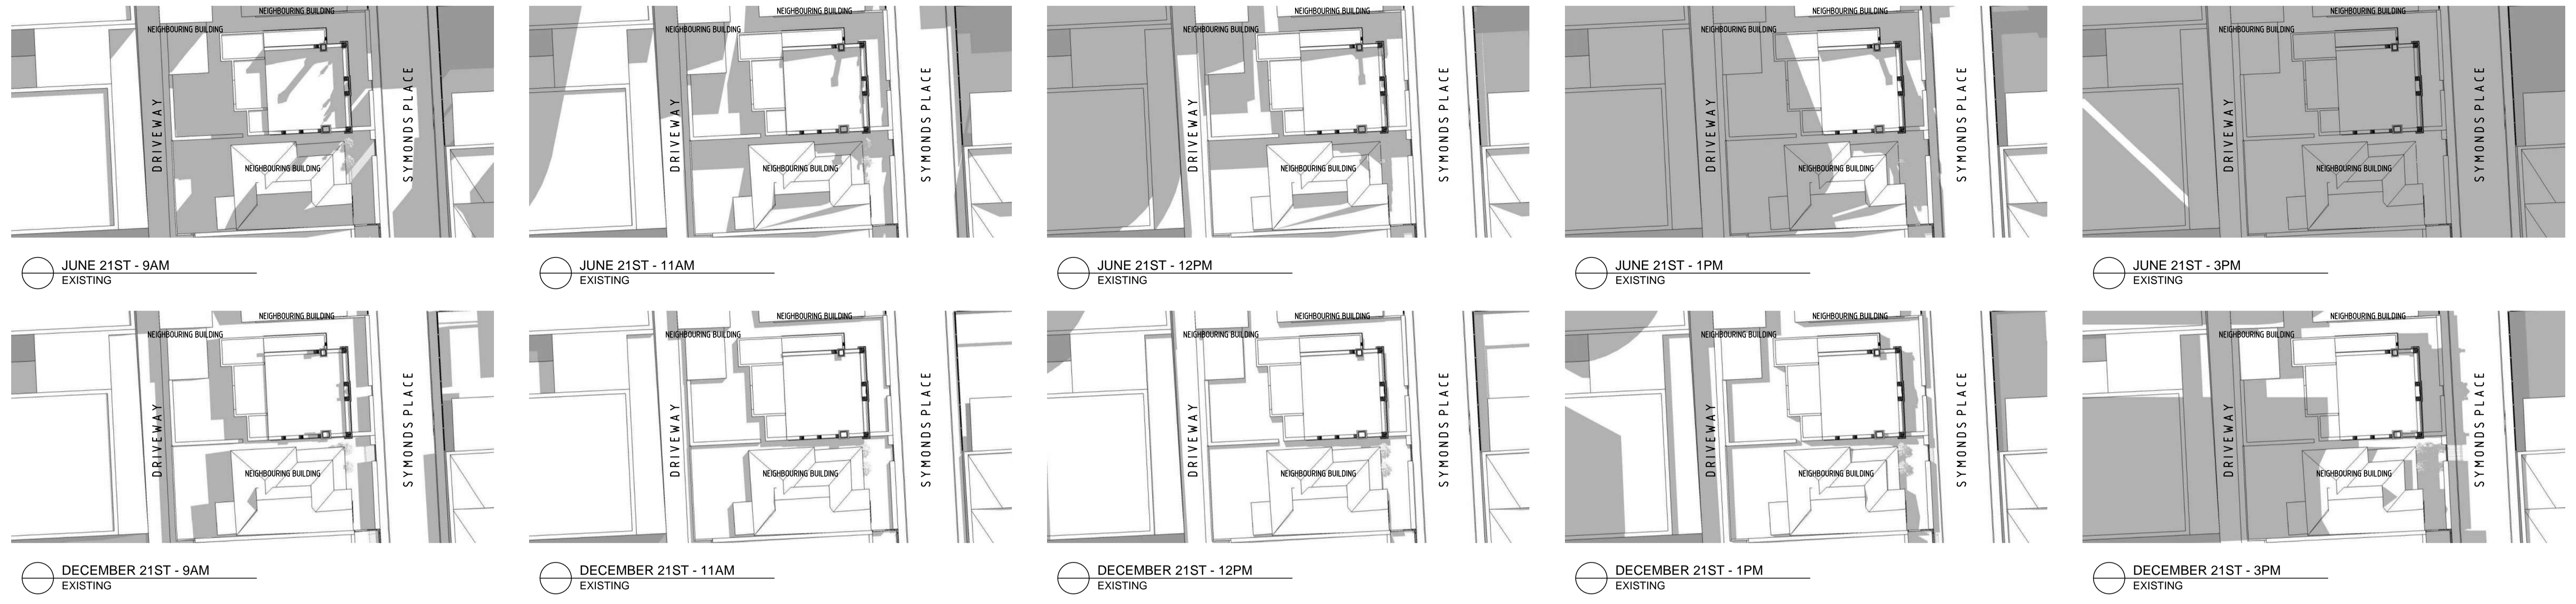 NEIGHBOURING BUILDING
NEIGHBOURING BUILDING
DRIVEWAY
SYMONDS PLACE
NEIGHBOURING BUILDING
JUNE 21ST - 9AM
EXISTING
NEIGHBOURING BUILDING
NEIGHBOURING BUILDING
DRIVEWAY
SYMONDS PLACE
NEIGHBOURING BUILDING
JUNE 21ST - 11AM
EXISTING
NEIGHBOURING BUILDING
NEIGHBOURING BUILDING
DRIVEWAY
SYMONDS PLACE
NEIGHBOURING BUILDING
JUNE 21ST - 12PM
EXISTING
NEIGHBOURING BUILDING
NEIGHBOURING BUILDING
DRIVEWAY
SYMONDS PLACE
NEIGHBOURING BUILDING
JUNE 21ST - 1PM
EXISTING
NEIGHBOURING BUILDING
NEIGHBOURING BUILDING
DRIVEWAY
SYMONDS PLACE
NEIGHBOURING BUILDING
JUNE 21ST - 3PM
EXISTING
NEIGHBOURING BUILDING
NEIGHBOURING BUILDING
DRIVEWAY
SYMONDS PLACE
NEIGHBOURING BUILDING
DECEMBER 21ST - 9AM
EXISTING
NEIGHBOURING BUILDING
NEIGHBOURING BUILDING
DRIVEWAY
SYMONDS PLACE
NEIGHBOURING BUILDING
DECEMBER 21ST - 11AM
EXISTING
NEIGHBOURING BUILDING
NEIGHBOURING BUILDING
DRIVEWAY
SYMONDS PLACE
NEIGHBOURING BUILDING
DECEMBER 21ST - 12PM
EXISTING
NEIGHBOURING BUILDING
NEIGHBOURING BUILDING
DRIVEWAY
SYMONDS PLACE
NEIGHBOURING BUILDING
DECEMBER 21ST - 1PM
EXISTING
NEIGHBOURING BUILDING
NEIGHBOURING BUILDING
DRIVEWAY
SYMONDS PLACE
NEIGHBOURING BUILDING
DECEMBER 21ST - 3PM
EXISTING